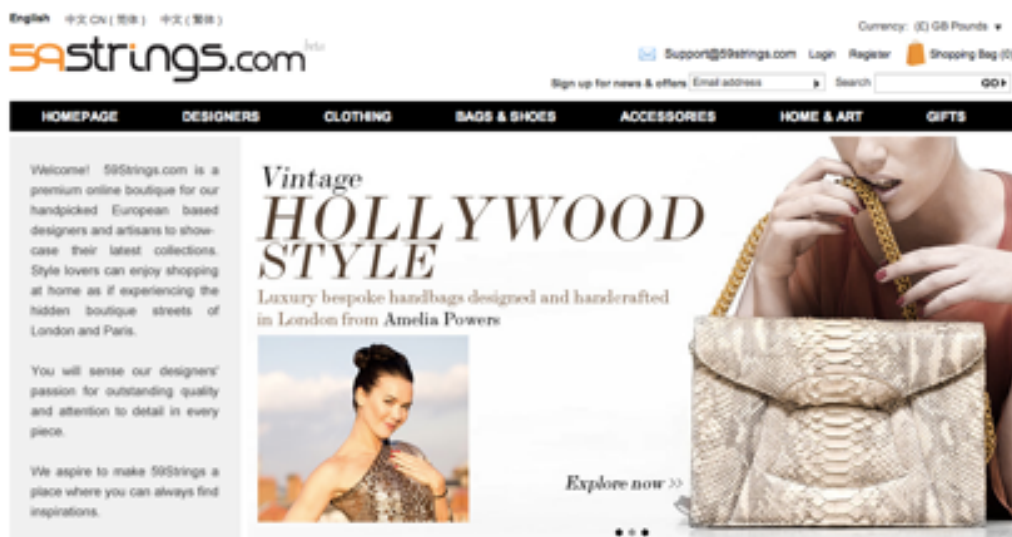 English 中文 CN ( 简体 ) 中文 ( 繁体 )
Currency: (£) GB Pounds
59strings.com beta
Support@59strings.com Login Register Shopping Bag (0)
Sign up for news & offers Email address Search GO
HOMEPAGE DESIGNERS CLOTHING BAGS & SHOES ACCESSORIES HOME & ART GIFTS
Welcome! 59Strings.com is a
premium online boutique for our
handpicked European based
designers and artisans to show-
case their latest collections.
Style lovers can enjoy shopping
at home as if experiencing the
hidden boutique streets of
London and Paris.
You will sense our designers'
passion for outstanding quality
and attention to detail in every
piece.
We aspire to make 59Strings a
place where you can always find
inspirations.
Vintage
HOLLYWOOD
STYLE
Luxury bespoke handbags designed and handcrafted
in London from Amelia Powers
Explore now >>